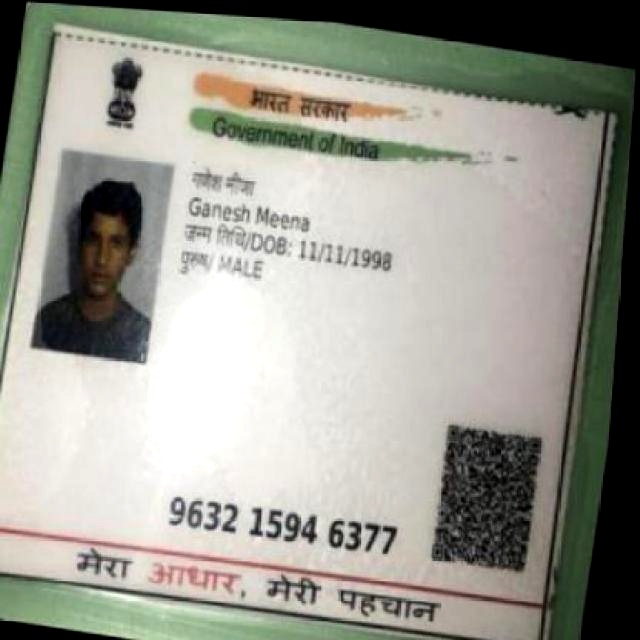 भारत सरकार
Government of India
गणेश मीणा
Ganesh Meena
जन्म तिथि/DOB: 11/11/1998
पुरुष/ MALE
9632 1594 6377
मेरा आधार, मेरी पहचान